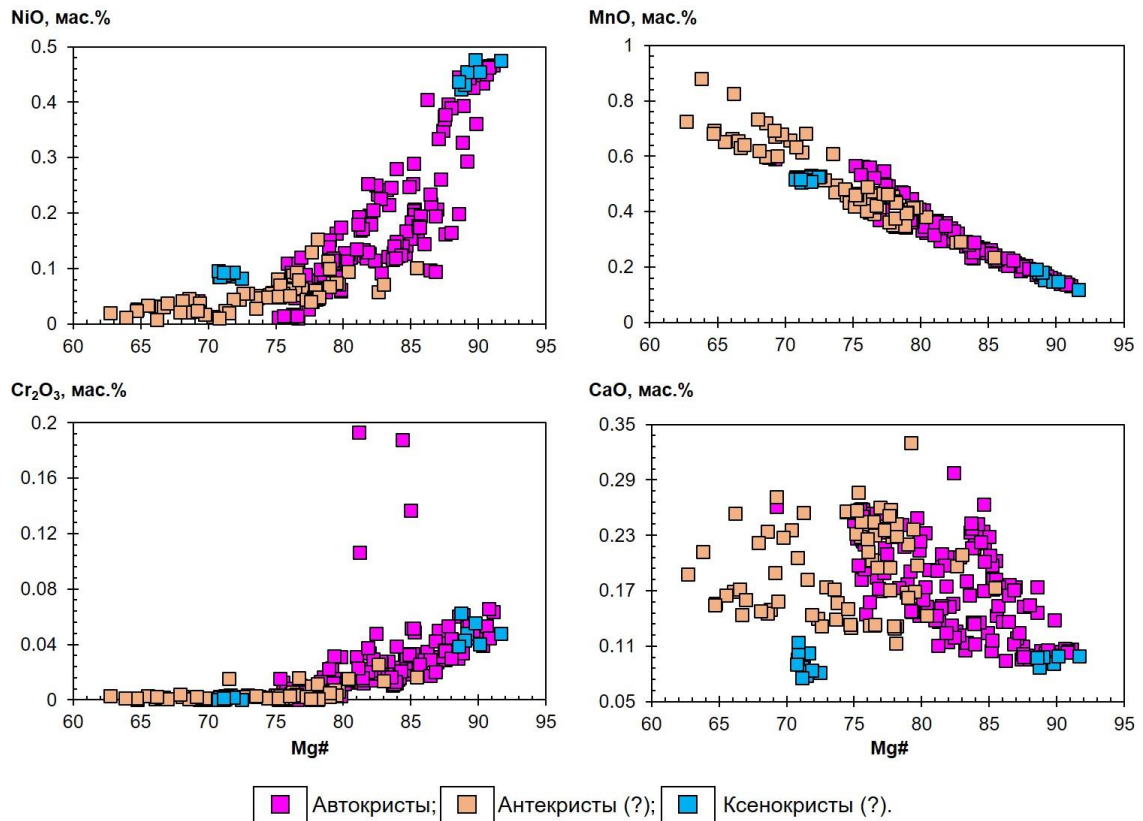 NiO, мас.%
0.5
0.4
0.3
0.2
0.1
0
60 65 70 75 80 85 90 95
MnO, мас.%
1
0.8
0.6
0.4
0.2
0
60 65 70 75 80 85 90 95
Cr₂O₃, мас.%
0.2
0.16
0.12
0.08
0.04
0
60 65 70 75 80 85 90 95
Mg#
CaO, мас.%
0.35
0.29
0.23
0.17
0.11
0.05
60 65 70 75 80 85 90 95
Mg#
Автокристы; Антекристы (?); Ксенокристы (?).